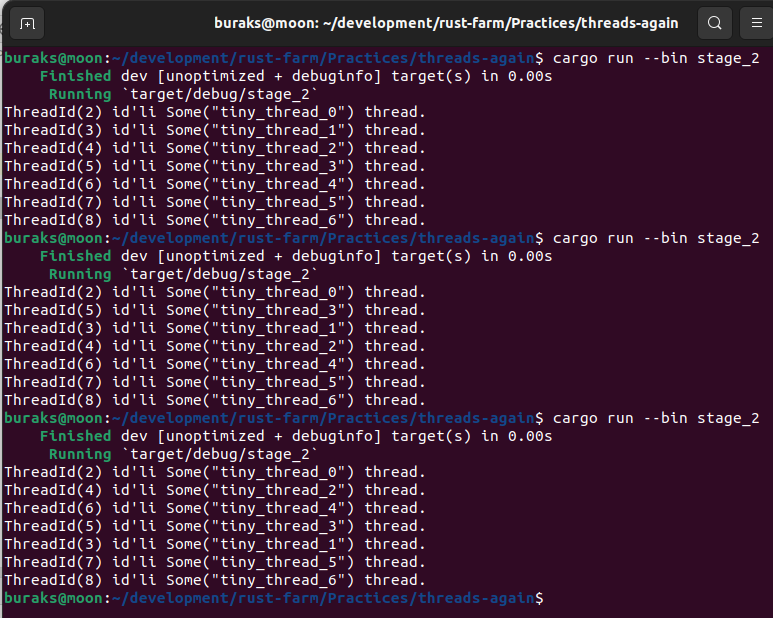 buraks@moon: ~/development/rust-farm/Practices/threads-again
buraks@moon:~/development/rust-farm/Practices/threads-again$ cargo run --bin stage_2
    Finished dev [unoptimized + debuginfo] target(s) in 0.00s
     Running `target/debug/stage_2`
ThreadId(2) id'li Some("tiny_thread_0") thread.
ThreadId(3) id'li Some("tiny_thread_1") thread.
ThreadId(4) id'li Some("tiny_thread_2") thread.
ThreadId(5) id'li Some("tiny_thread_3") thread.
ThreadId(6) id'li Some("tiny_thread_4") thread.
ThreadId(7) id'li Some("tiny_thread_5") thread.
ThreadId(8) id'li Some("tiny_thread_6") thread.
buraks@moon:~/development/rust-farm/Practices/threads-again$ cargo run --bin stage_2
    Finished dev [unoptimized + debuginfo] target(s) in 0.00s
     Running `target/debug/stage_2`
ThreadId(2) id'li Some("tiny_thread_0") thread.
ThreadId(5) id'li Some("tiny_thread_3") thread.
ThreadId(3) id'li Some("tiny_thread_1") thread.
ThreadId(4) id'li Some("tiny_thread_2") thread.
ThreadId(6) id'li Some("tiny_thread_4") thread.
ThreadId(7) id'li Some("tiny_thread_5") thread.
ThreadId(8) id'li Some("tiny_thread_6") thread.
buraks@moon:~/development/rust-farm/Practices/threads-again$ cargo run --bin stage_2
    Finished dev [unoptimized + debuginfo] target(s) in 0.00s
     Running `target/debug/stage_2`
ThreadId(2) id'li Some("tiny_thread_0") thread.
ThreadId(4) id'li Some("tiny_thread_2") thread.
ThreadId(6) id'li Some("tiny_thread_4") thread.
ThreadId(5) id'li Some("tiny_thread_3") thread.
ThreadId(3) id'li Some("tiny_thread_1") thread.
ThreadId(7) id'li Some("tiny_thread_5") thread.
ThreadId(8) id'li Some("tiny_thread_6") thread.
buraks@moon:~/development/rust-farm/Practices/threads-again$